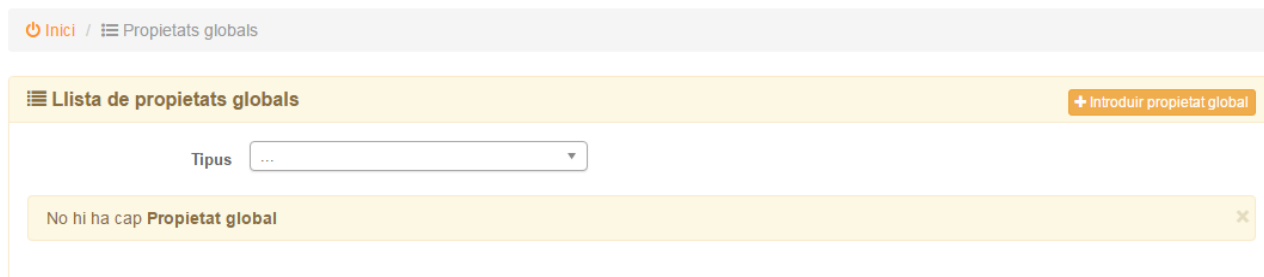 Inici / Propietats globals
Llista de propietats globals
+ Introduir propietat global
Tipus ...
No hi ha cap Propietat global ×